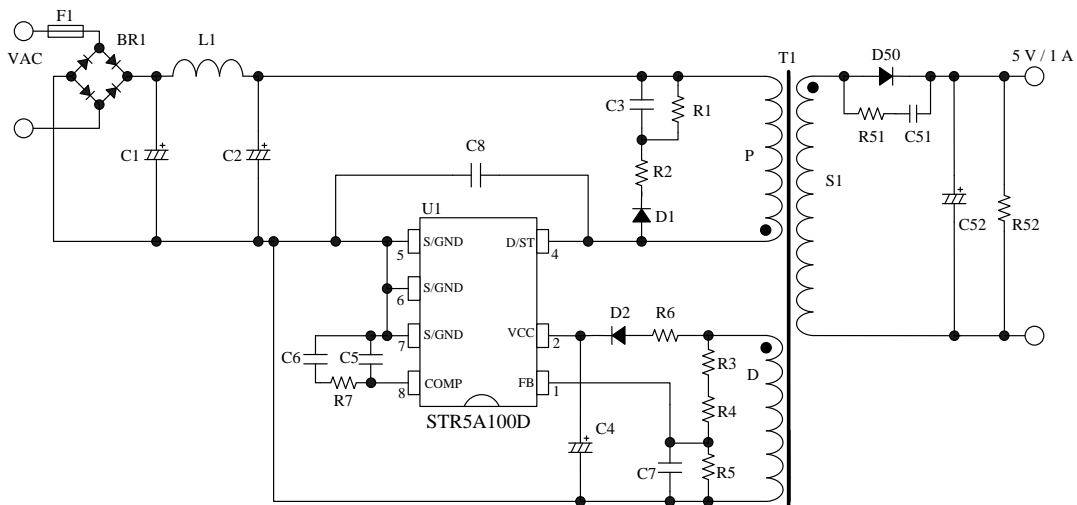 F1
BR1
L1
T1
D50
5 V / 1 A
VAC
C3
R1
R51
C51
C1
C2
C8
P
S1
R2
U1
D1
C52
R52
S/GND
D/ST
5
4
S/GND
6
D2
R6
S/GND
VCC
7
2
C6
C5
R3
D
COMP
FB
R7
8
1
R4
STR5A100D
C4
C7
R5